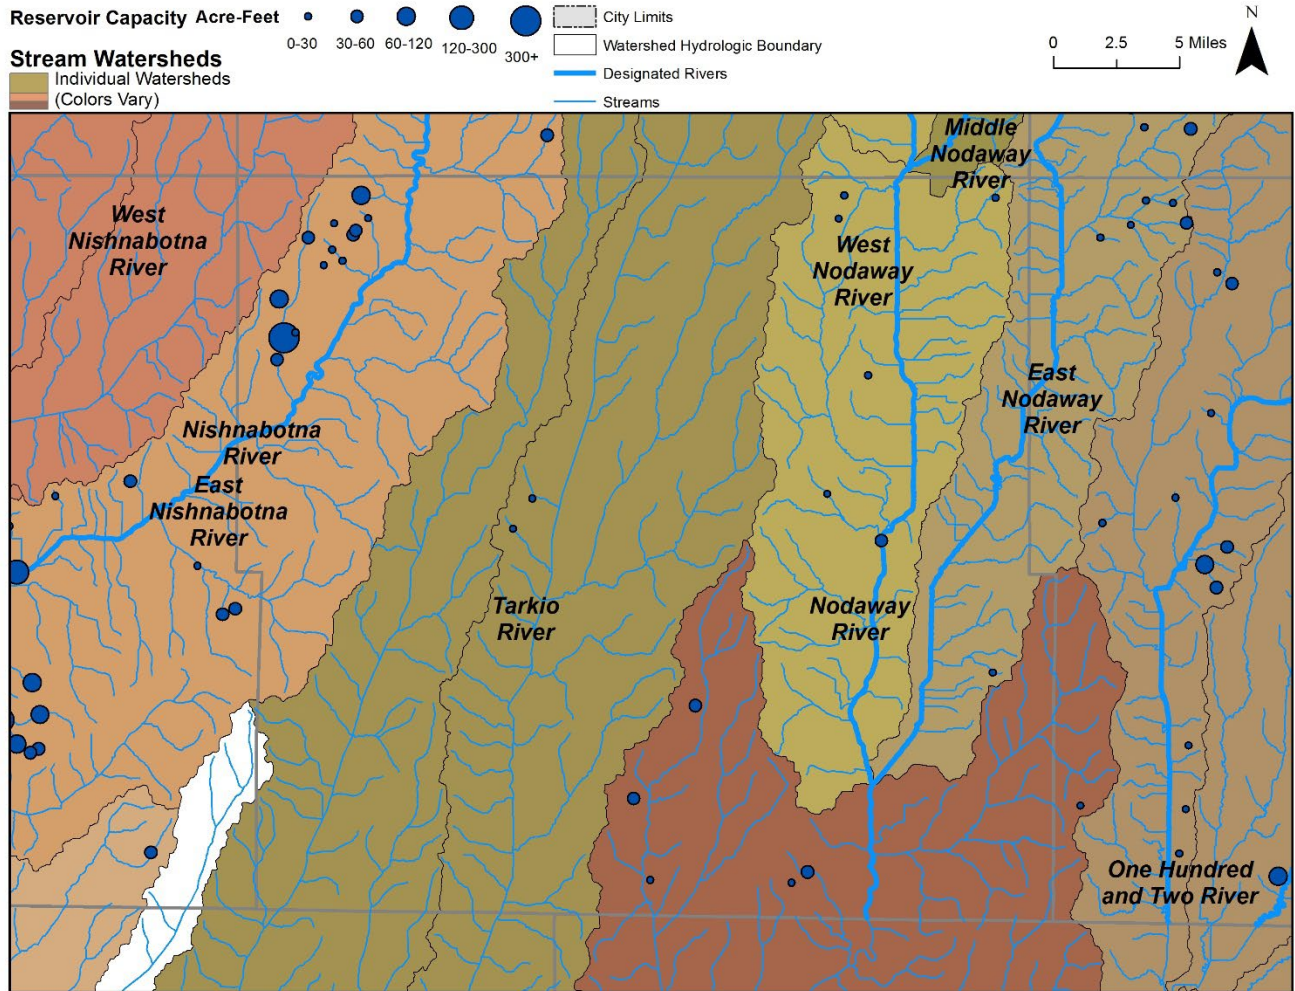 Reservoir Capacity Acre-Feet
0-30
30-60
60-120
120-300
300+
Stream Watersheds
Individual Watersheds
(Colors Vary)
City Limits
Watershed Hydrologic Boundary
Designated Rivers
Streams
N
0 2.5 5 Miles
West
Nishnabotna
River
Middle
Nodaway
River
West
Nodaway
River
East
Nodaway
River
Nishnabotna
River
East
Nishnabotna
River
Tarkio
River
Nodaway
River
One Hundred
and Two River